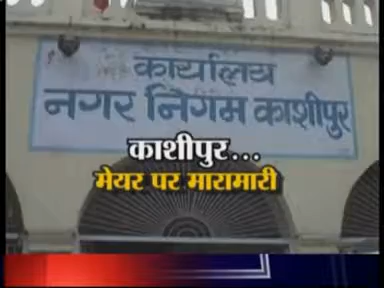 कार्यालय
नगर निगम काशीपुर
काशीपुर...
मेयर पर मारामारी